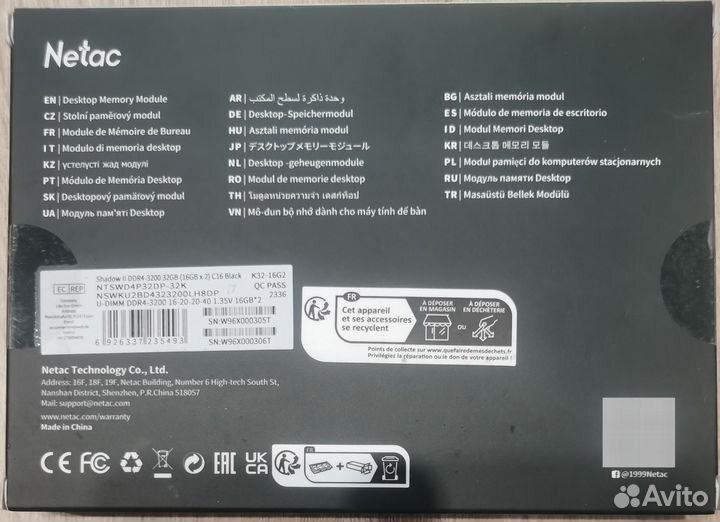 Netac
EN | Desktop Memory Module
CZ | Stolní paměťový modul
FR | Module de Mémoire de Bureau
IT | Modulo di memoria desktop
KZ | үстелүсті жад модулі
PT | Módulo de Memória Desktop
SK | Desktopový pamäťový modul
UA | Модуль пам'яті Desktop
AR | وحدة ذاكرة لسطح المكتب
DE | Desktop-Speichermodul
HU | Asztali memória modul
JP | デスクトップメモリーモジュール
NL | Desktop -geheugenmodule
RO | Modul de memorie desktop
TH | โมดูลหน่วยความจำ เดสก์ท็อป
VN | Mô-đun bộ nhớ dành cho máy tính để bàn
BG | Asztali memória modul
ES | Módulo de memoria de escritorio
ID | Modul Memori Desktop
KR | 데스크톱 메모리 모듈
PL | Moduł pamięci do komputerów stacjonarnych
RU | Модуль памяти Desktop
TR | Masaüstü Bellek Modülü
EC REP
Shadow II DDR4-3200 32GB (16GB x 2) C16 Black K32-16G2
NTSWD4P32DP-32K QC PASS
NSWKU2BD4323200LH8DP 2336
U-DIMM DDR4-3200 16-20-20-40 1.35V 16GB*2
SN:W96X000305T
6 926337 235493
SN:W96X000306T
FR
Cet appareil
et ses accessoires
se recyclent
À DÉPOSER
EN MAGASIN
OU
À DÉPOSER
EN DÉCHÈTERIE
Points de collecte sur www.quefairedemesdechets.fr
Privilégiez la réparation ou le don de votre appareil !
Netac Technology Co., Ltd.
Address: 16F, 18F, 19F, Netac Building, Number 6 High-tech South St,
Nanshan District, Shenzhen, P.R.China 518057
Mail: support@netac.com
www.netac.com/warranty
Made in China
CE FC EAC UK CA
FR
@1999Netac
Avito